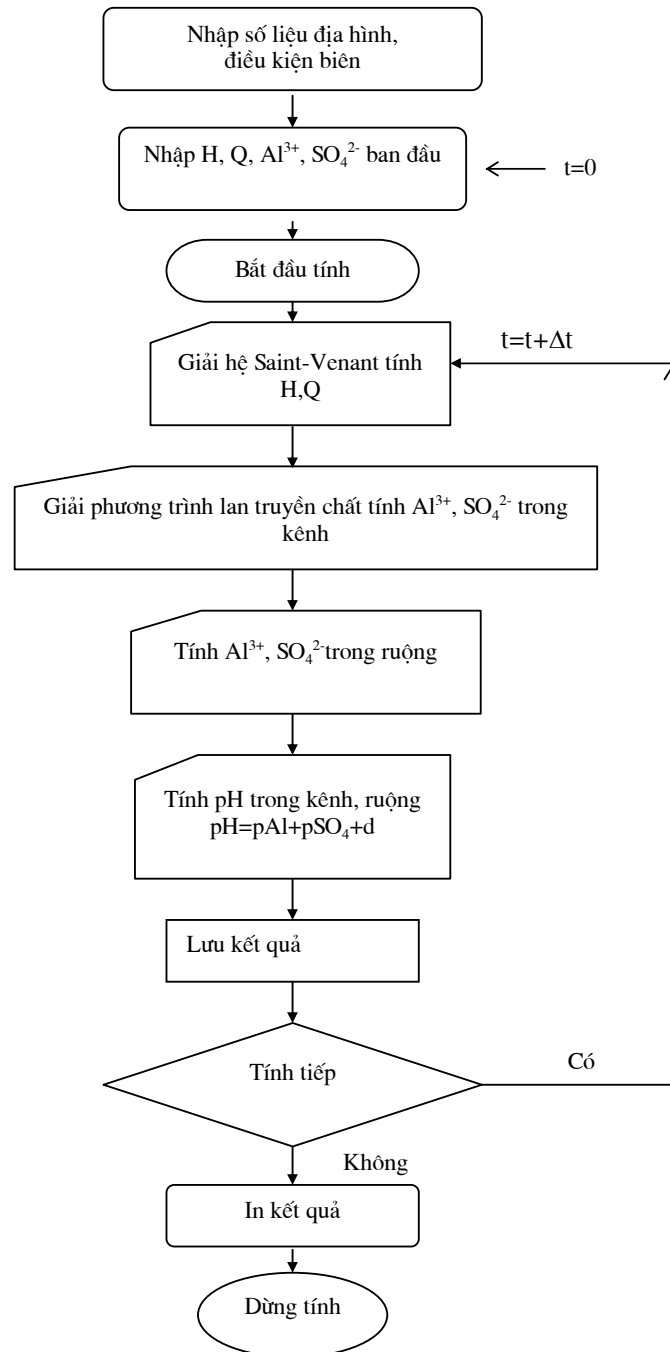 Nhập số liệu địa hình,
điều kiện biên
Nhập H, Q, Al³⁺, SO₄²⁻ ban đầu
t=0
Bắt đầu tính
t=t+Δt
Giải hệ Saint-Venant tính
H,Q
Giải phương trình lan truyền chất tính Al³⁺, SO₄²⁻ trong
kênh
Tính Al³⁺, SO₄²⁻trong ruộng
Tính pH trong kênh, ruộng
pH=pAl+pSO₄+d
Lưu kết quả
Tính tiếp
Có
Không
In kết quả
Dừng tính